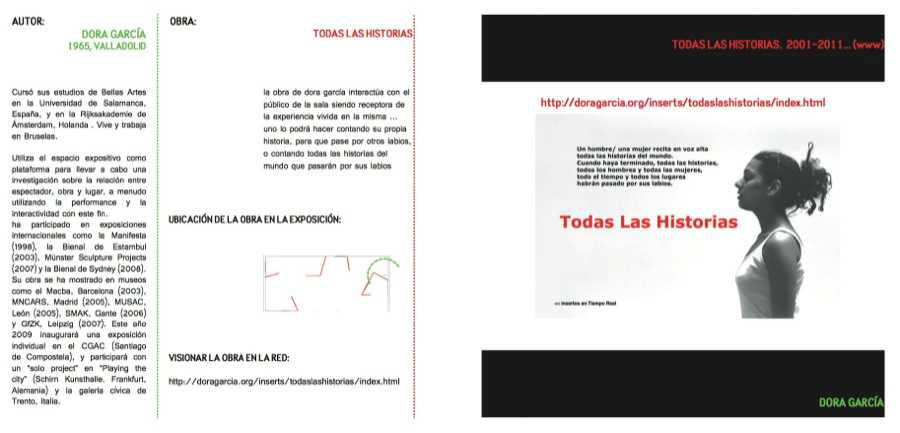 AUTOR:
DORA GARCÍA
1965, VALLADOLID
Cursó sus estudios de Bellas Artes
en la Universidad de Salamanca,
España, y en la Rijksakademie de
Ámsterdam, Holanda . Vive y trabaja
en Bruselas.
Utiliza el espacio expositivo como
plataforma para llevar a cabo una
investigación sobre la relación entre
espectador, obra y lugar, a menudo
utilizando la performance y la
interactividad con este fin.
ha participado en exposiciones
internacionales como la Manifesta
(1998), la Bienal de Estambul
(2003), Münster Sculpture Projects
(2007) y la Bienal de Sydney (2008).
Su obra se ha mostrado en museos
como el Macba, Barcelona (2003),
MNCARS, Madrid (2005), MUSAC,
León (2005), SMAK, Gante (2006)
y GfZK, Leipzig (2007). Este año
2009 inaugurará una exposición
individual en el CGAC (Santiago
de Compostela), y participará con
un "solo project" en "Playing the
city" (Schirn Kunsthalle, Frankfurt,
Alemania) y la galería cívica de
Trento, Italia.
OBRA:
TODAS LAS HISTORIAS
la obra de dora garcía interactúa con el
público de la sala siendo receptora de
la experiencia vivida en la misma ...
uno lo podrá hacer contando su propia
historia, para que pase por otros labios,
o contando todas las historias del
mundo que pasarán por sus labios
UBICACIÓN DE LA OBRA EN LA EXPOSICIÓN:
VISIONAR LA OBRA EN LA RED:
http://doragarcia.org/inserts/todaslashistorias/index.html
TODAS LAS HISTORIAS. 2001-2011... (www)
http://doragarcia.org/inserts/todaslashistorias/index.html
Un hombre/ una mujer recita en voz alta
todas las historias del mundo.
Cuando haya terminado, todas las historias,
todos los hombres y todas las mujeres,
todo el tiempo y todos los lugares
habrán pasado por sus labios.
Todas Las Historias
<< Insertos en Tiempo Real
DORA GARCÍA